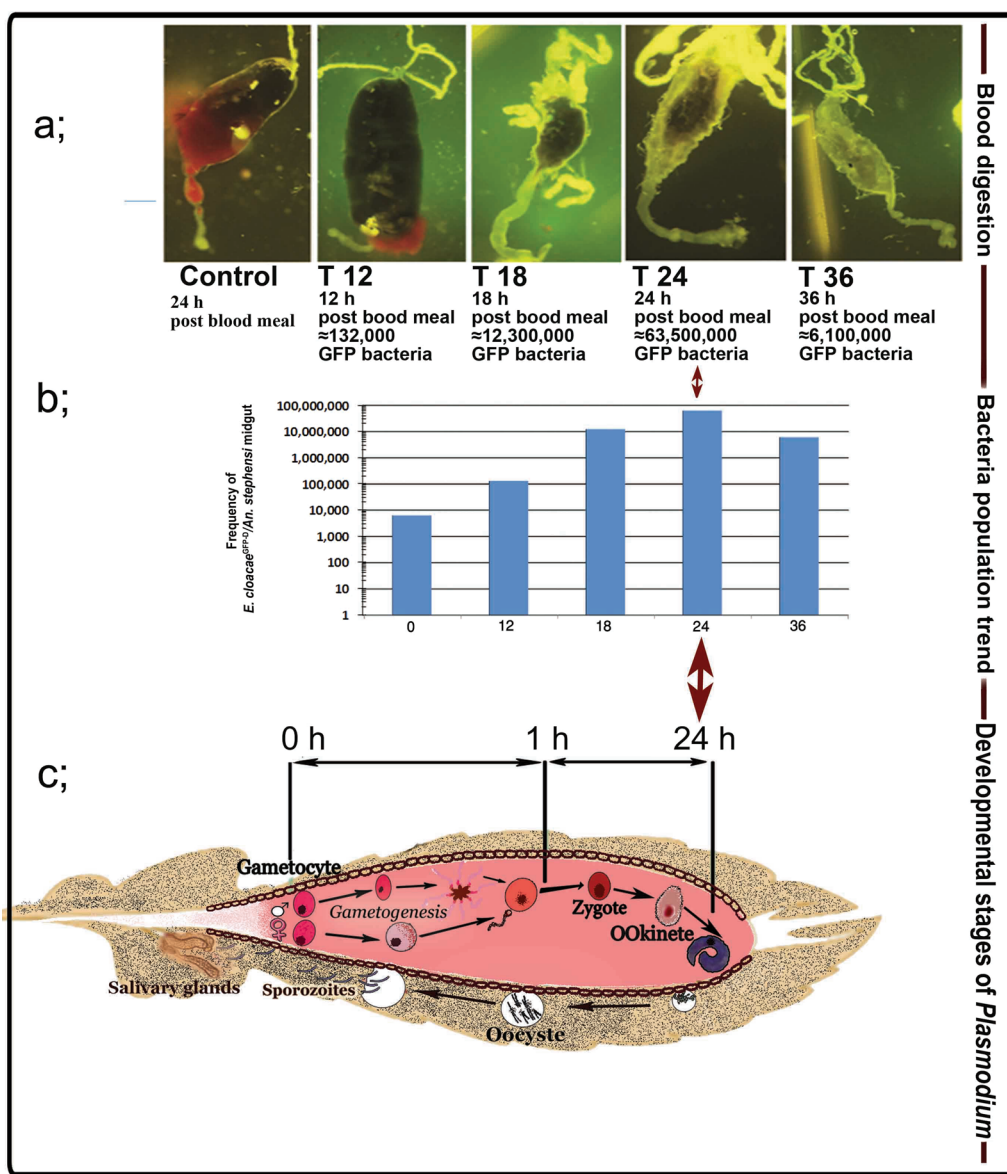 a;
Control
24 h
post blood meal
T 12
12 h
post bood meal
≈132,000
GFP bacteria
T 18
18 h
post bood meal
≈12,300,000
GFP bacteria
T 24
24 h
post bood meal
≈63,500,000
GFP bacteria
T 36
36 h
post bood meal
≈6,100,000
GFP bacteria
b;
Frequency of
E. cloacaeGFP-D/An. stephensi midgut
100,000,000
10,000,000
1,000,000
100,000
10,000
1,000
100
10
1
0 12 18 24 36
c;
0 h 1 h 24 h
Gametocyte
♂
♀
Gametogenesis
Zygote
OOkinete
Salivary glands
Sporozoites
Oocyste
Blood digestion
Bacteria population trend
Developmental stages of Plasmodium